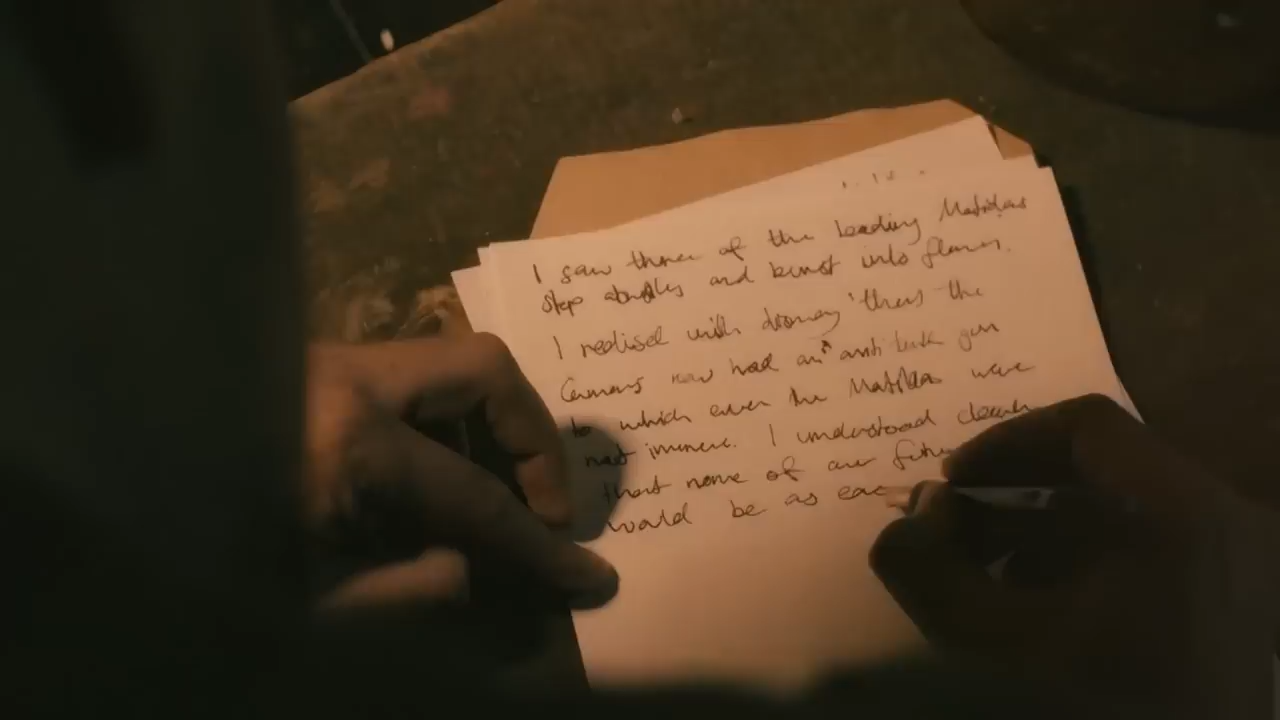 I saw three of the leading Matildas
stop abruptly and burst into flames.
I realised with dismay that the
Germans now had an anti tank gun
to which even the Matildas were
not immune. I understood clearly
that none of our futu
would be as eas